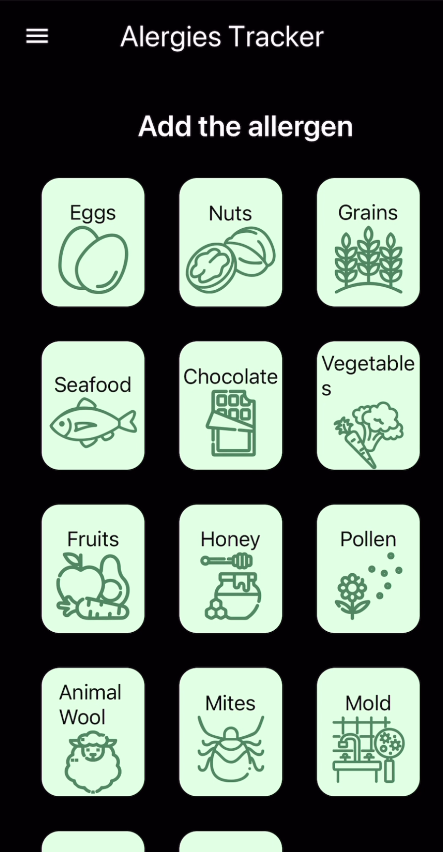 Alergies Tracker
Add the allergen
Eggs
Nuts
Grains
Seafood
Chocolate
Vegetable
s
Fruits
Honey
Pollen
Animal
Wool
Mites
Mold